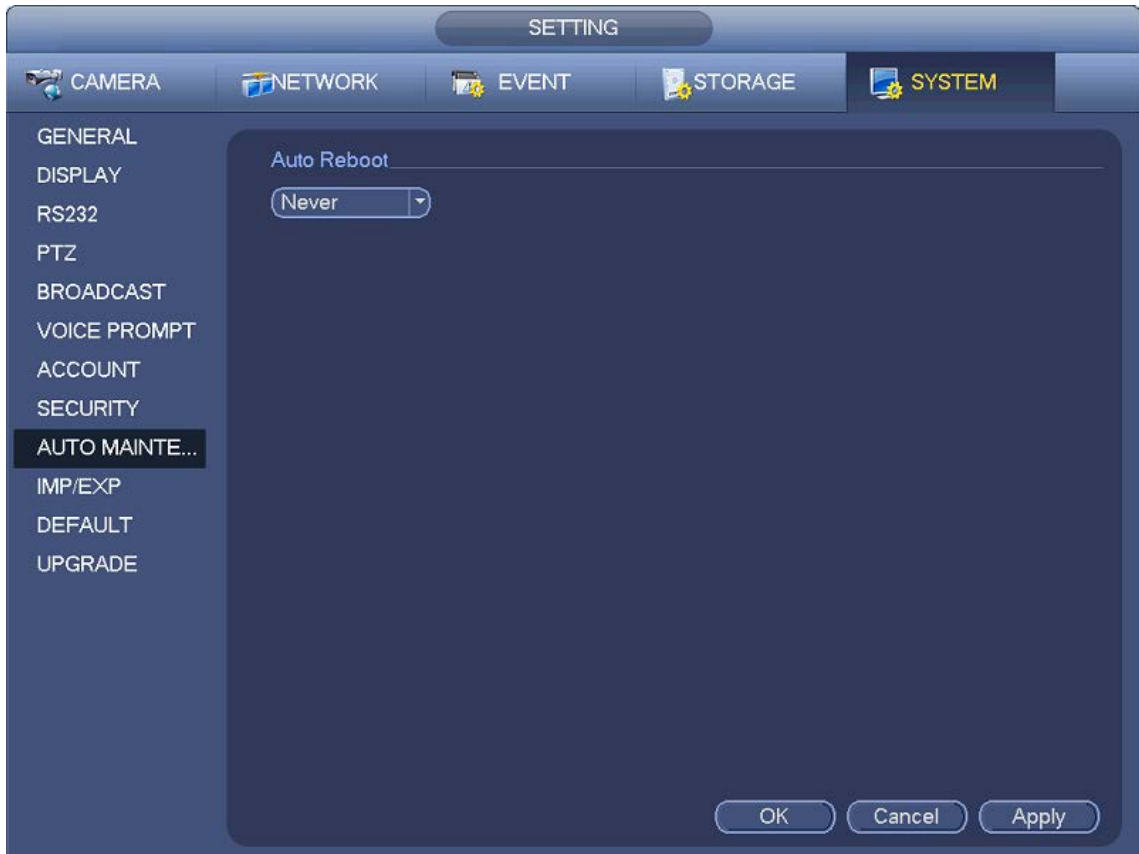 SETTING
CAMERA NETWORK EVENT STORAGE SYSTEM
GENERAL
DISPLAY
RS232
PTZ
BROADCAST
VOICE PROMPT
ACCOUNT
SECURITY
AUTO MAINTE...
IMP/EXP
DEFAULT
UPGRADE
Auto Reboot
Never
OK Cancel Apply